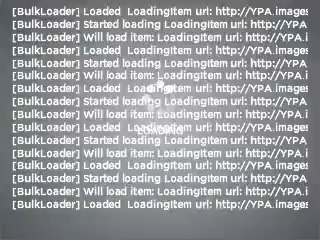 [BulkLoader] Loaded LoadingItem url: http://YPA.images
[BulkLoader] Started loading LoadingItem url: http://YPA
[BulkLoader] Will load item: LoadingItem url: http://YPA.i
[BulkLoader] Loaded LoadingItem url: http://YPA.images
[BulkLoader] Started loading LoadingItem url: http://YPA
[BulkLoader] Will load item: LoadingItem url: http://YPA.i
[BulkLoader] Loaded LoadingItem url: http://YPA.images
[BulkLoader] Started loading LoadingItem url: http://YPA
[BulkLoader] Will load item: LoadingItem url: http://YPA.i
[BulkLoader] Loaded LoadingItem url: http://YPA.images
LOADING
[BulkLoader] Started loading LoadingItem url: http://YPA
[BulkLoader] Will load item: LoadingItem url: http://YPA.i
[BulkLoader] Loaded LoadingItem url: http://YPA.images
[BulkLoader] Started loading LoadingItem url: http://YPA
[BulkLoader] Will load item: LoadingItem url: http://YPA.i
[BulkLoader] Loaded LoadingItem url: http://YPA.images